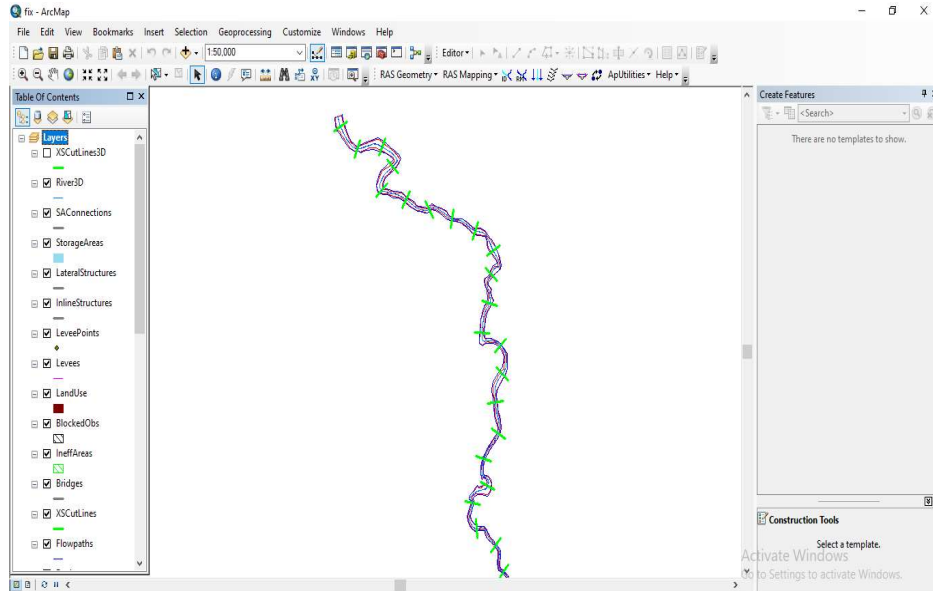 fix - ArcMap
File Edit View Bookmarks Insert Selection Geoprocessing Customize Windows Help
1:50,000
Editor
RAS Geometry RAS Mapping ApUtilities Help
Table Of Contents
Layers
XSCutLines3D
River3D
SAConnections
StorageAreas
LateralStructures
InlineStructures
LeveePoints
Levees
LandUse
BlockedObs
IneffAreas
Bridges
XSCutLines
Flowpaths
Create Features
<Search>
There are no templates to show.
Construction Tools
Select a template.
Activate Windows
Go to Settings to activate Windows.